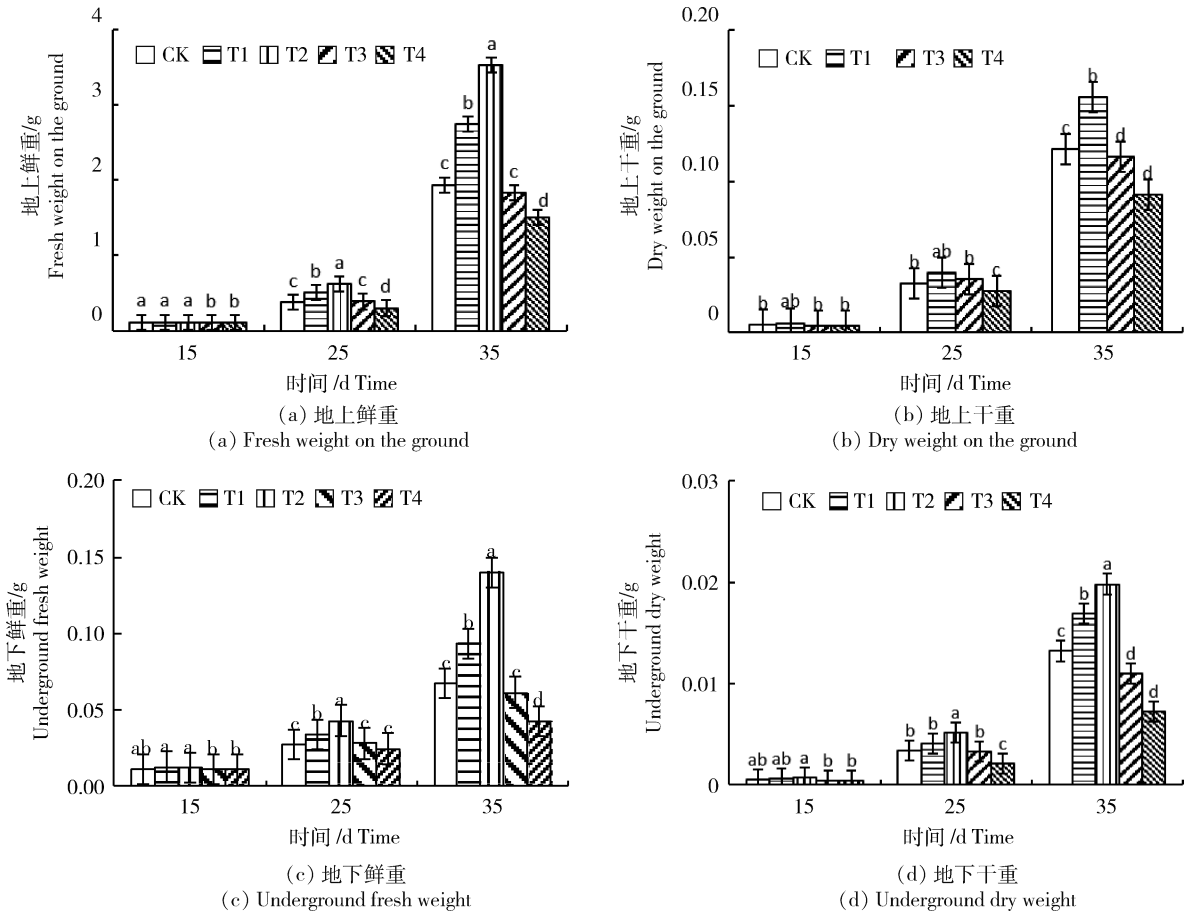 4
3
2
1
0
地上鲜重/g
Fresh weight on the ground
CK T1 T2 T3 T4
a a a b b
c b a c d
c b a c d
15 25 35
时间 /d Time
(a) 地上鲜重
(a) Fresh weight on the ground
0.20
0.15
0.10
0.05
0
地上干重/g
Dry weight on the ground
CK T1 T3 T4
b ab b b
b ab b c
c b d d
15 25 35
时间 /d Time
(b) 地上干重
(b) Dry weight on the ground
0.20
0.15
0.10
0.05
0.00
地下鲜重/g
Underground fresh weight
CK T1 T2 T3 T4
ab a a b b
c b a c c
c b a c d
15 25 35
时间 /d Time
(c) 地下鲜重
(c) Underground fresh weight
0.03
0.02
0.01
0
地下干重/g
Underground dry weight
CK T1 T2 T3 T4
ab ab a b b
b b a b c
c b a d d
15 25 35
时间 /d Time
(d) 地下干重
(d) Underground dry weight